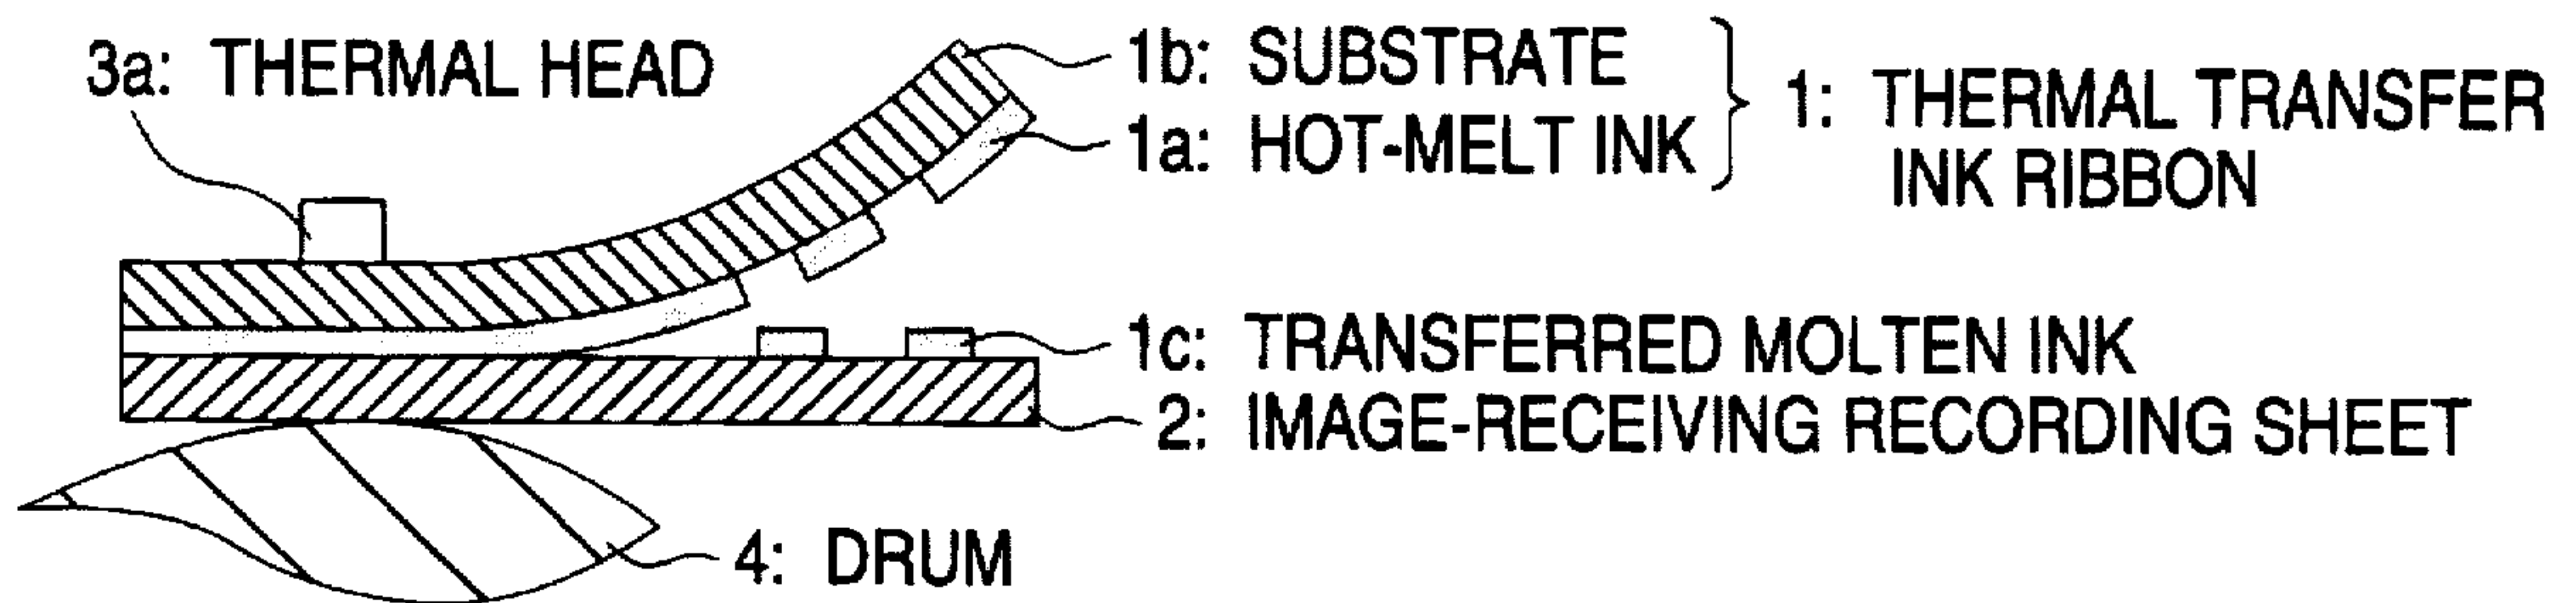 3a: THERMAL HEAD
1b: SUBSTRATE
1a: HOT-MELT INK
1: THERMAL TRANSFER
INK RIBBON
1c: TRANSFERRED MOLTEN INK
2: IMAGE-RECEIVING RECORDING SHEET
4: DRUM